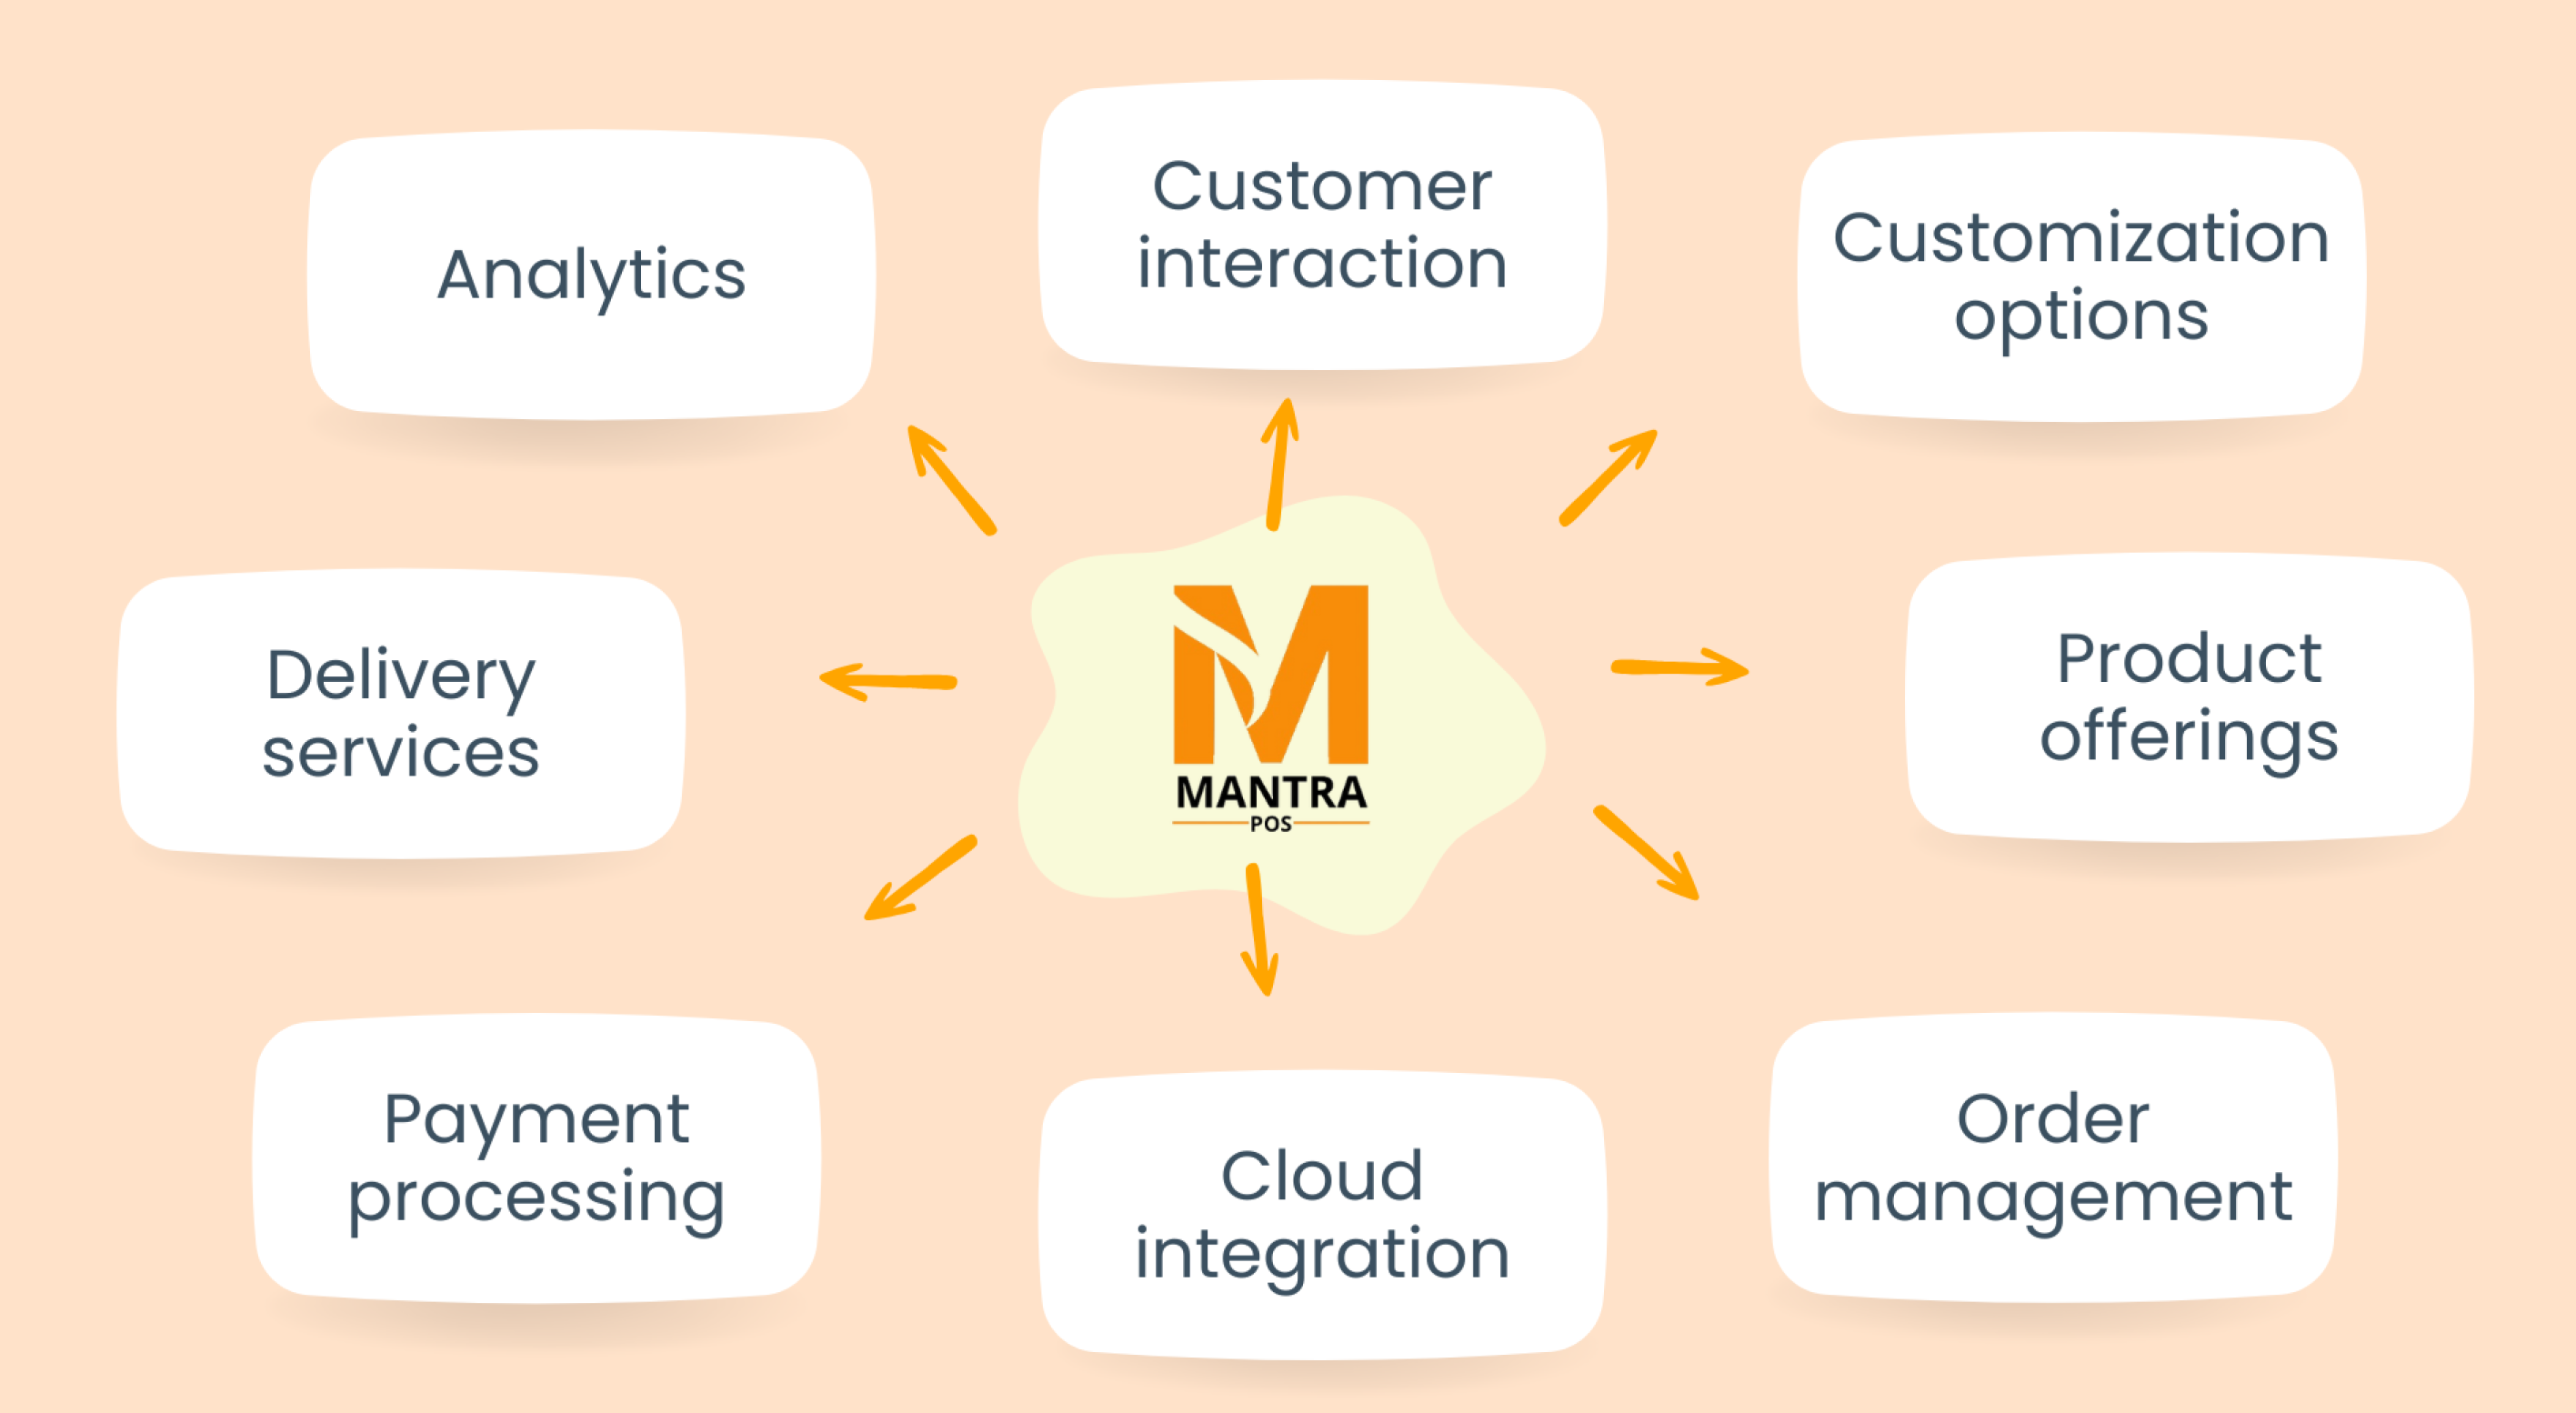 Analytics
Customer
interaction
Customization
options
Delivery
services
MANTRA
POS
Product
offerings
Payment
processing
Cloud
integration
Order
management